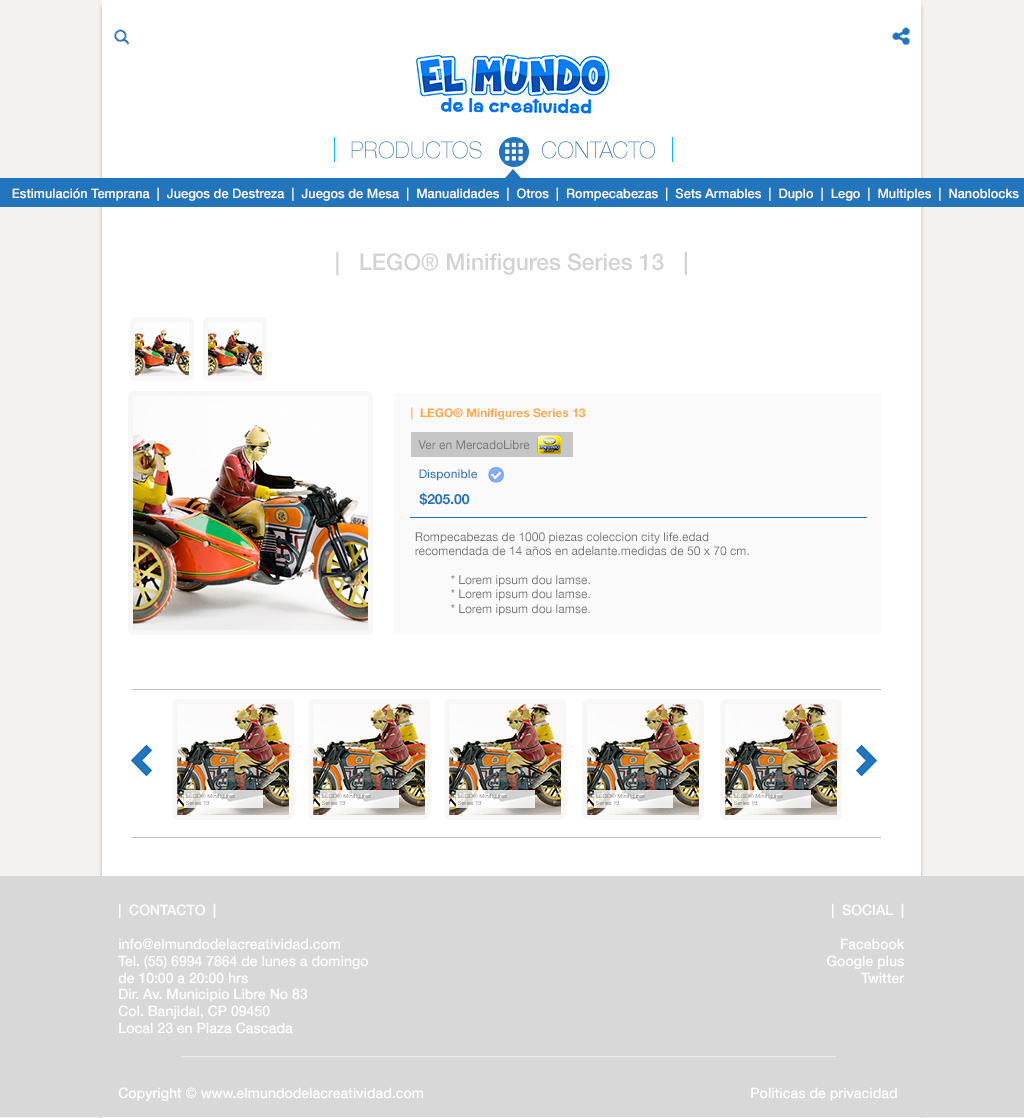 EL MUNDO
de la creatividad
PRODUCTOS CONTACTO
Estimulación Temprana | Juegos de Destreza | Juegos de Mesa | Manualidades | Otros | Rompecabezas | Sets Armables | Duplo | Lego | Multiples | Nanoblocks
| LEGO® Minifigures Series 13 |
| LEGO® Minifigures Series 13
Ver en MercadoLibre
Disponible
$205.00
Rompecabezas de 1000 piezas coleccion city life.edad
recomendada de 14 años en adelante.medidas de 50 x 70 cm.
* Lorem ipsum dou lamse.
* Lorem ipsum dou lamse.
* Lorem ipsum dou lamse.
LEGO® Minifigures
Series 13
LEGO® Minifigures
Series 13
LEGO® Minifigures
Series 13
LEGO® Minifigures
Series 13
LEGO® Minifigures
Series 13
| CONTACTO |
info@elmundodelacreatividad.com
Tel. (55) 6994 7864 de lunes a domingo
de 10:00 a 20:00 hrs
Dir. Av. Municipio Libre No 83
Col. Banjidal, CP 09450
Local 23 en Plaza Cascada
| SOCIAL |
Facebook
Google plus
Twitter
Copyright © www.elmundodelacreatividad.com
Politicas de privacidad